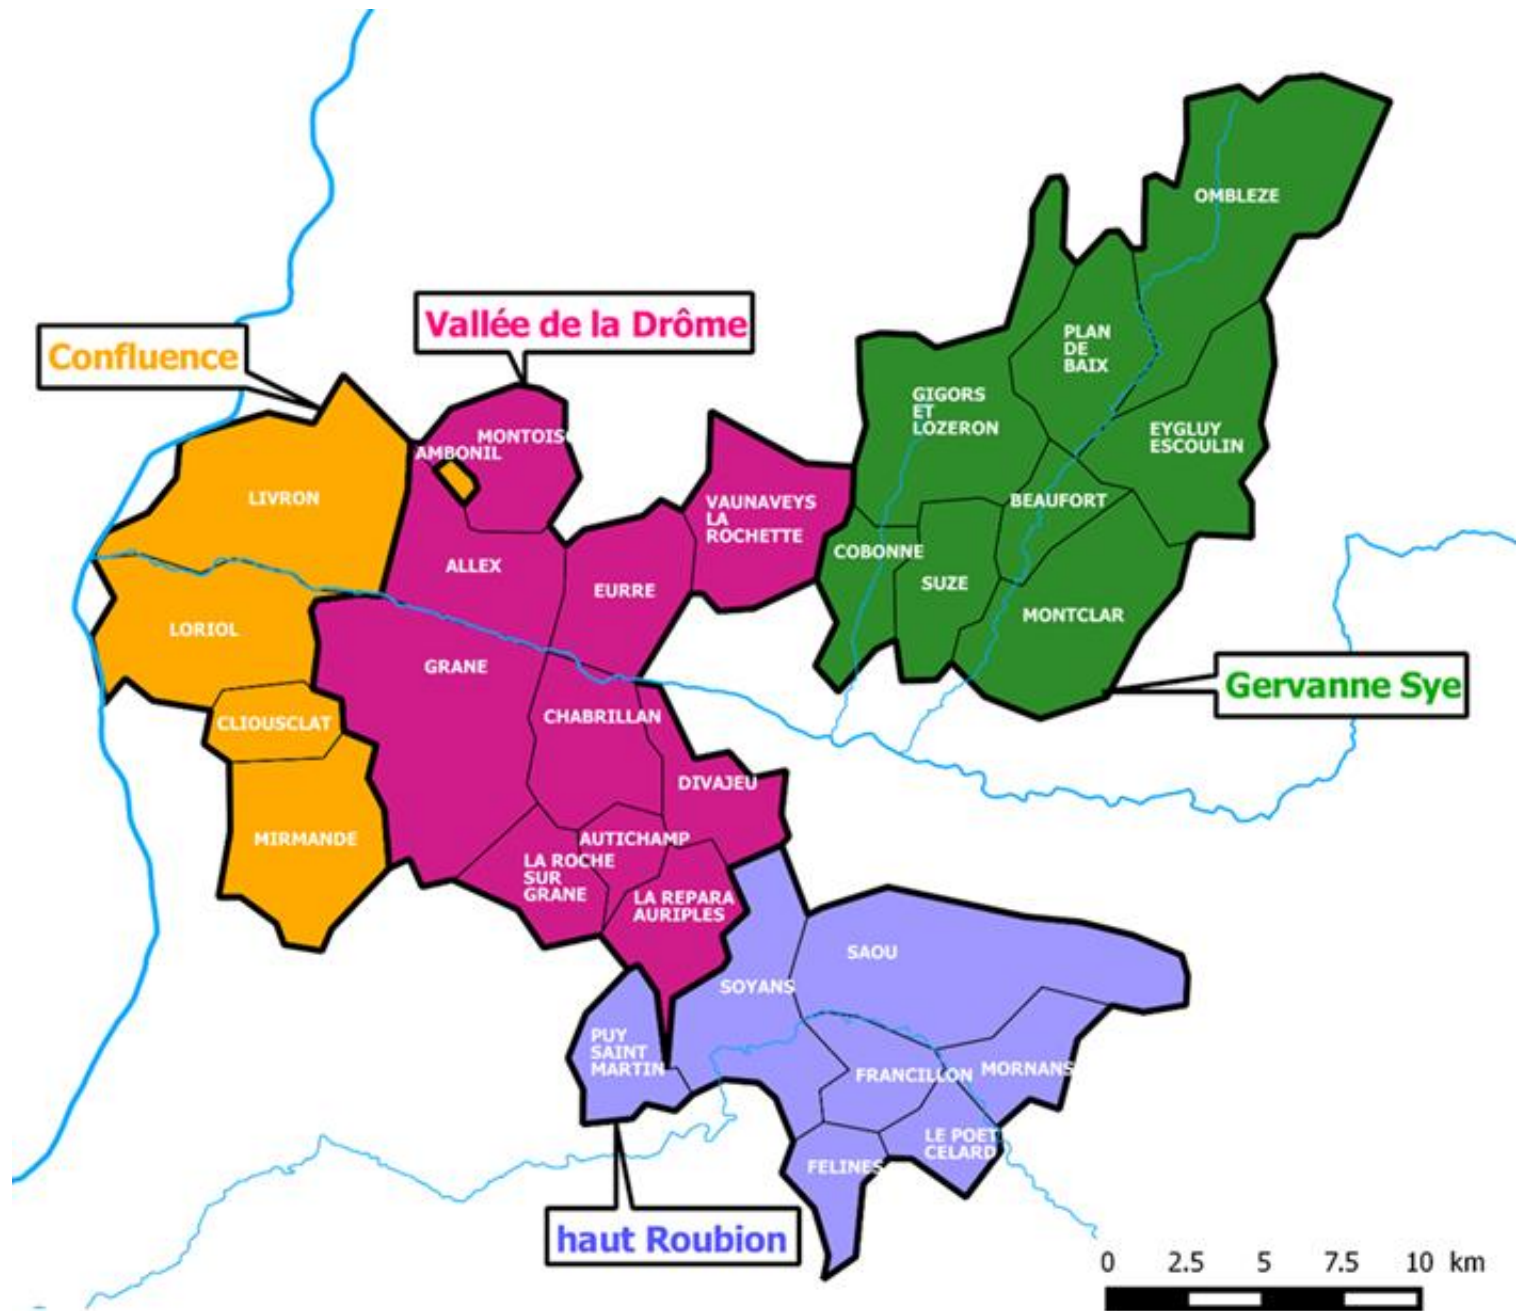 OMBLEZE
Vallée de la Drôme
Confluence
PLAN
DE
BAIX
GIGORS
ET
LOZERON
EYGLUY
ESCOULIN
MONTOIS
AMBONIL
LIVRON
VAUNAVEYS
LA
ROCHETTE
BEAUFORT
COBONNE
ALLEX
EURRE
SUZE
MONTCLAR
LORIOL
GRANE
Gervanne Sye
CLIOUSCLAT
CHABRILLAN
DIVAJEU
MIRMANDE
AUTICHAMP
LA ROCHE
SUR
GRANE
LA REPARA
AURIPLES
SAOU
SOYANS
PUY
SAINT
MARTIN
FRANCILLON
MORNANS
LE POET
CELARD
FELINES
haut Roubion
0 2.5 5 7.5 10 km